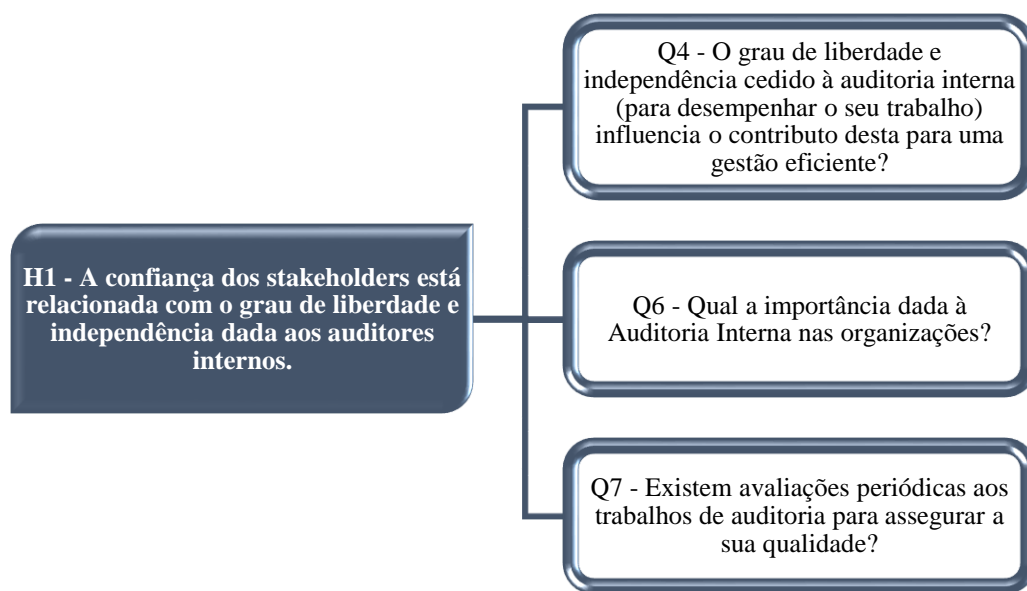 H1 - A confiança dos stakeholders está
relacionada com o grau de liberdade e
independência dada aos auditores
internos.
Q4 - O grau de liberdade e
independência cedido à auditoria interna
(para desempenhar o seu trabalho)
influencia o contributo desta para uma
gestão eficiente?
Q6 - Qual a importância dada à
Auditoria Interna nas organizações?
Q7 - Existem avaliações periódicas aos
trabalhos de auditoria para assegurar a
sua qualidade?